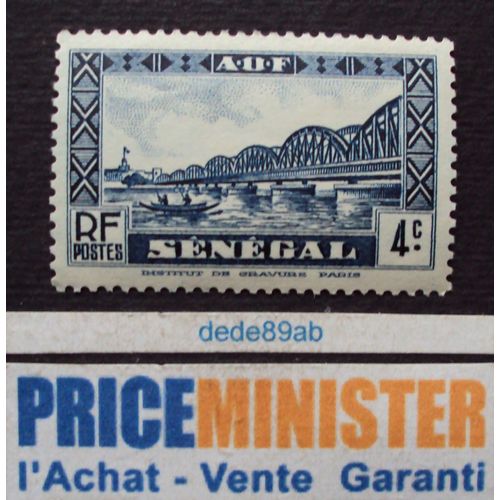 A·O·F
RF
POSTES
SÉNÉGAL
4c.
INSTITUT DE GRAVURE PARIS
dede89ab
PRICEMINISTER
l'Achat - Vente Garanti